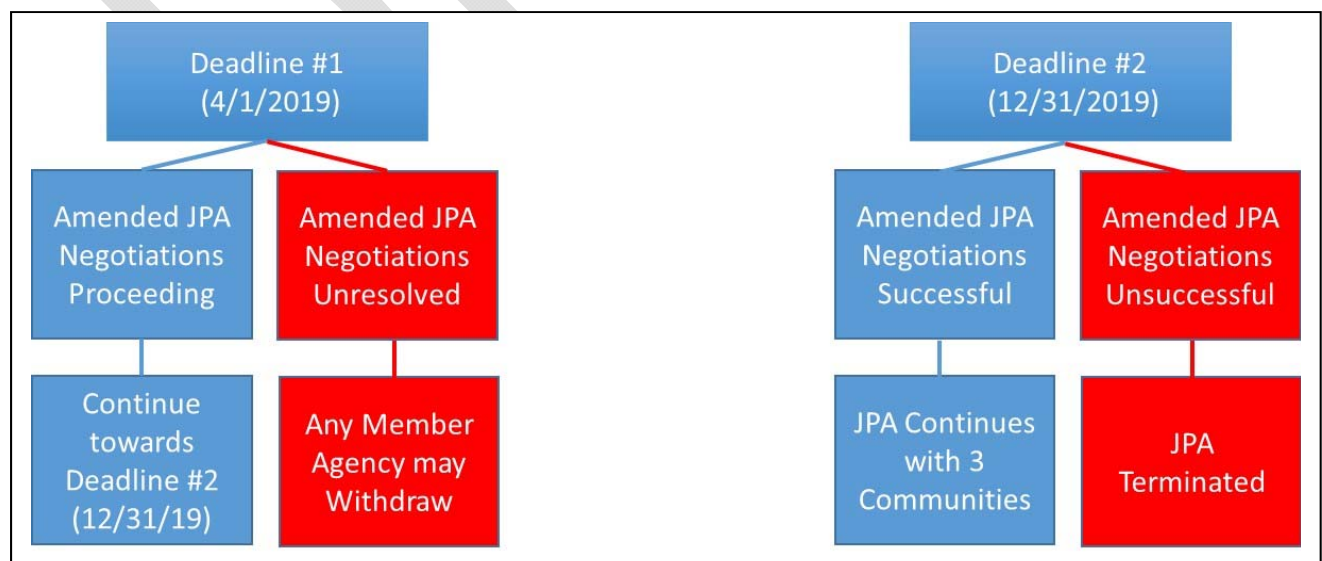 Deadline #1
(4/1/2019)
Amended JPA
Negotiations
Proceeding
Amended JPA
Negotiations
Unresolved
Continue
towards
Deadline #2
(12/31/19)
Any Member
Agency may
Withdraw
Deadline #2
(12/31/2019)
Amended JPA
Negotiations
Successful
Amended JPA
Negotiations
Unsuccessful
JPA Continues
with 3
Communities
JPA
Terminated